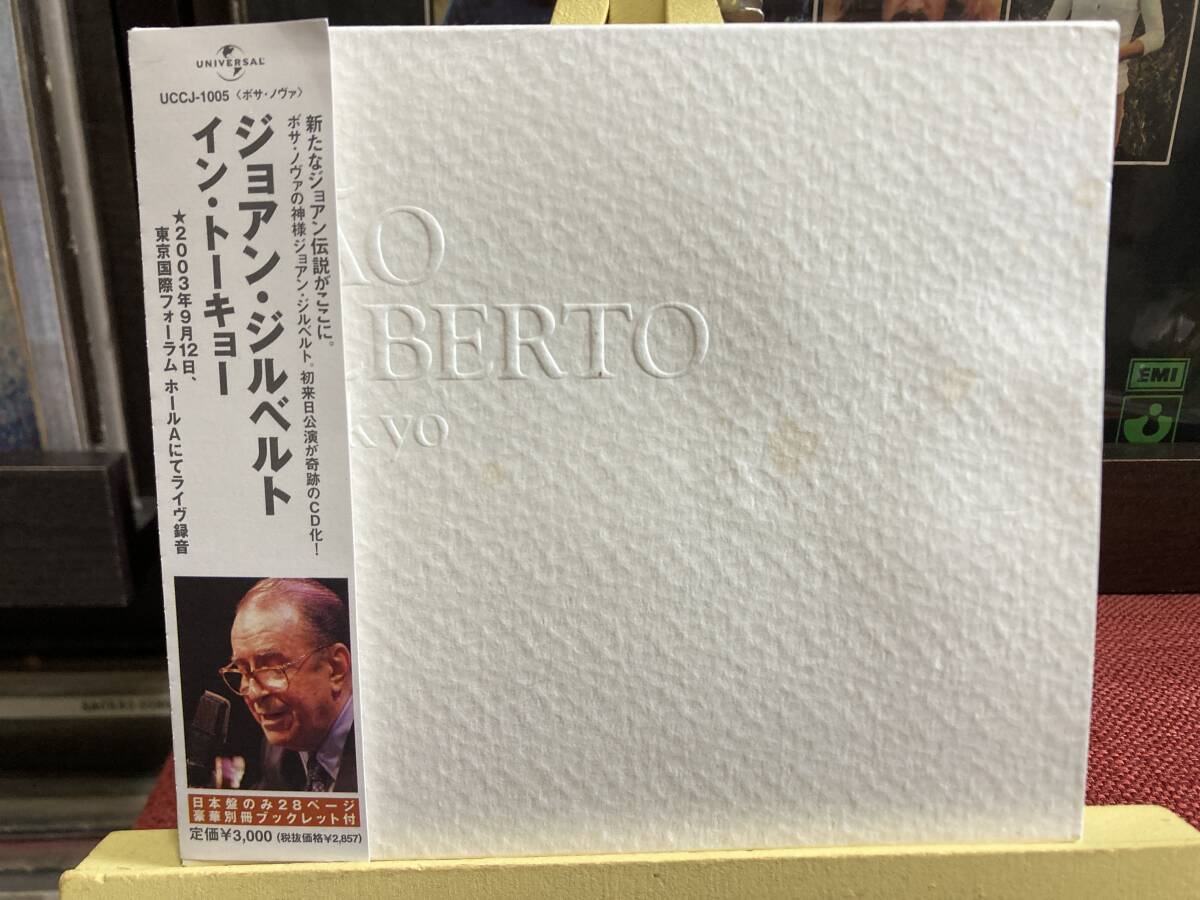 UNIVERSAL
UCCJ-1005〈ボサ・ノヴァ〉
新たなジョアン伝説がここに。
ボサ・ノヴァの神様ジョアン・ジルベルト。初来日公演が奇跡のCD化!
ジョアン・ジルベルト
イン・トーキョー
★2003年9月12日、
東京国際フォーラム ホールAにてライヴ録音
日本盤のみ28ページ
豪華別冊ブックレット付
定価¥3,000 (税抜価格¥2,857)
ÃO
LBERTO
kyo
EMI